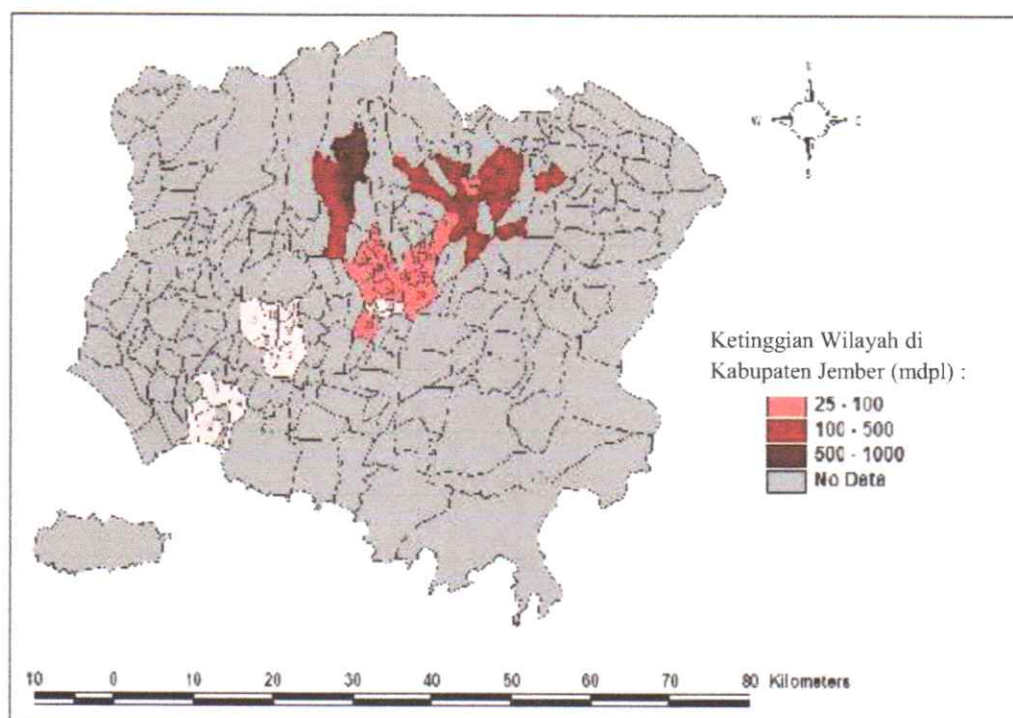 W
S
Ketinggian Wilayah di
Kabupaten Jember (mdpl) :
25 - 100
100 - 500
500 - 1000
No Data
10 0 10 20 30 40 50 60 70 80 Kilometers